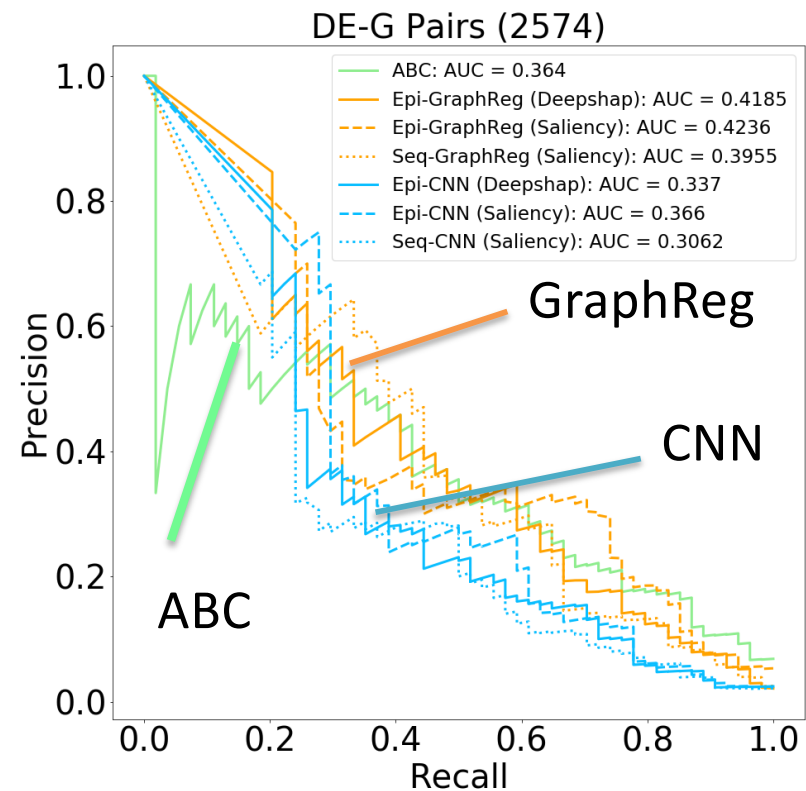 DE-G Pairs (2574)
ABC: AUC = 0.364
Epi-GraphReg (Deepshap): AUC = 0.4185
Epi-GraphReg (Saliency): AUC = 0.4236
Seq-GraphReg (Saliency): AUC = 0.3955
Epi-CNN (Deepshap): AUC = 0.337
Epi-CNN (Saliency): AUC = 0.366
Seq-CNN (Saliency): AUC = 0.3062
1.0
0.8
0.6
0.4
0.2
0.0
Precision
GraphReg
CNN
ABC
0.0 0.2 0.4 0.6 0.8 1.0
Recall